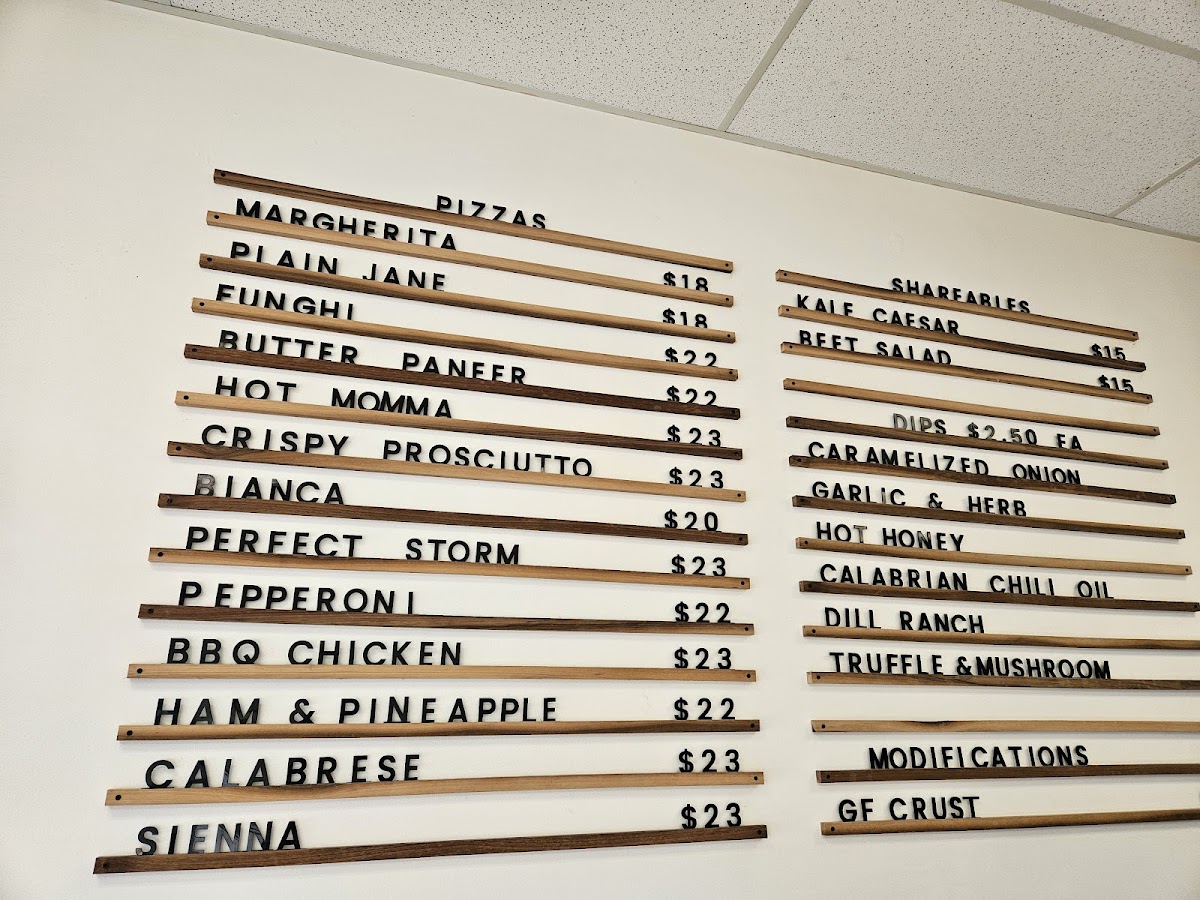 PIZZAS
MARGHERITA $18
PLAIN JANE $18
FUNGHI $22
BUTTER PANEER $22
HOT MOMMA $23
CRISPY PROSCIUTTO $23
BIANCA $20
PERFECT STORM $23
PEPPERONI $22
BBQ CHICKEN $23
HAM & PINEAPPLE $22
CALABRESE $23
SIENNA $23
SHAREABLES
KALE CAESAR $15
BEET SALAD $15
DIPS $2.50 EA
CARAMELIZED ONION
GARLIC & HERB
HOT HONEY
CALABRIAN CHILI OIL
DILL RANCH
TRUFFLE & MUSHROOM
MODIFICATIONS
GF CRUST